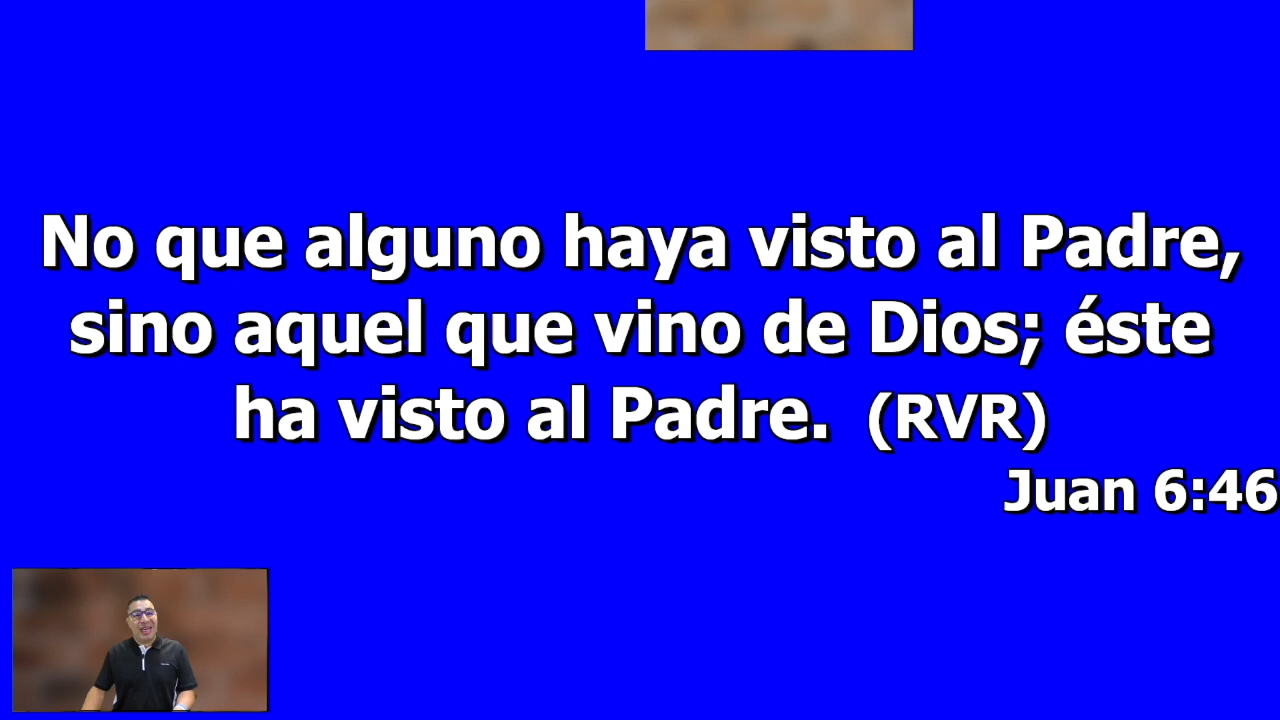 No que alguno haya visto al Padre,
sino aquel que vino de Dios; éste
ha visto al Padre. (RVR)
Juan 6:46